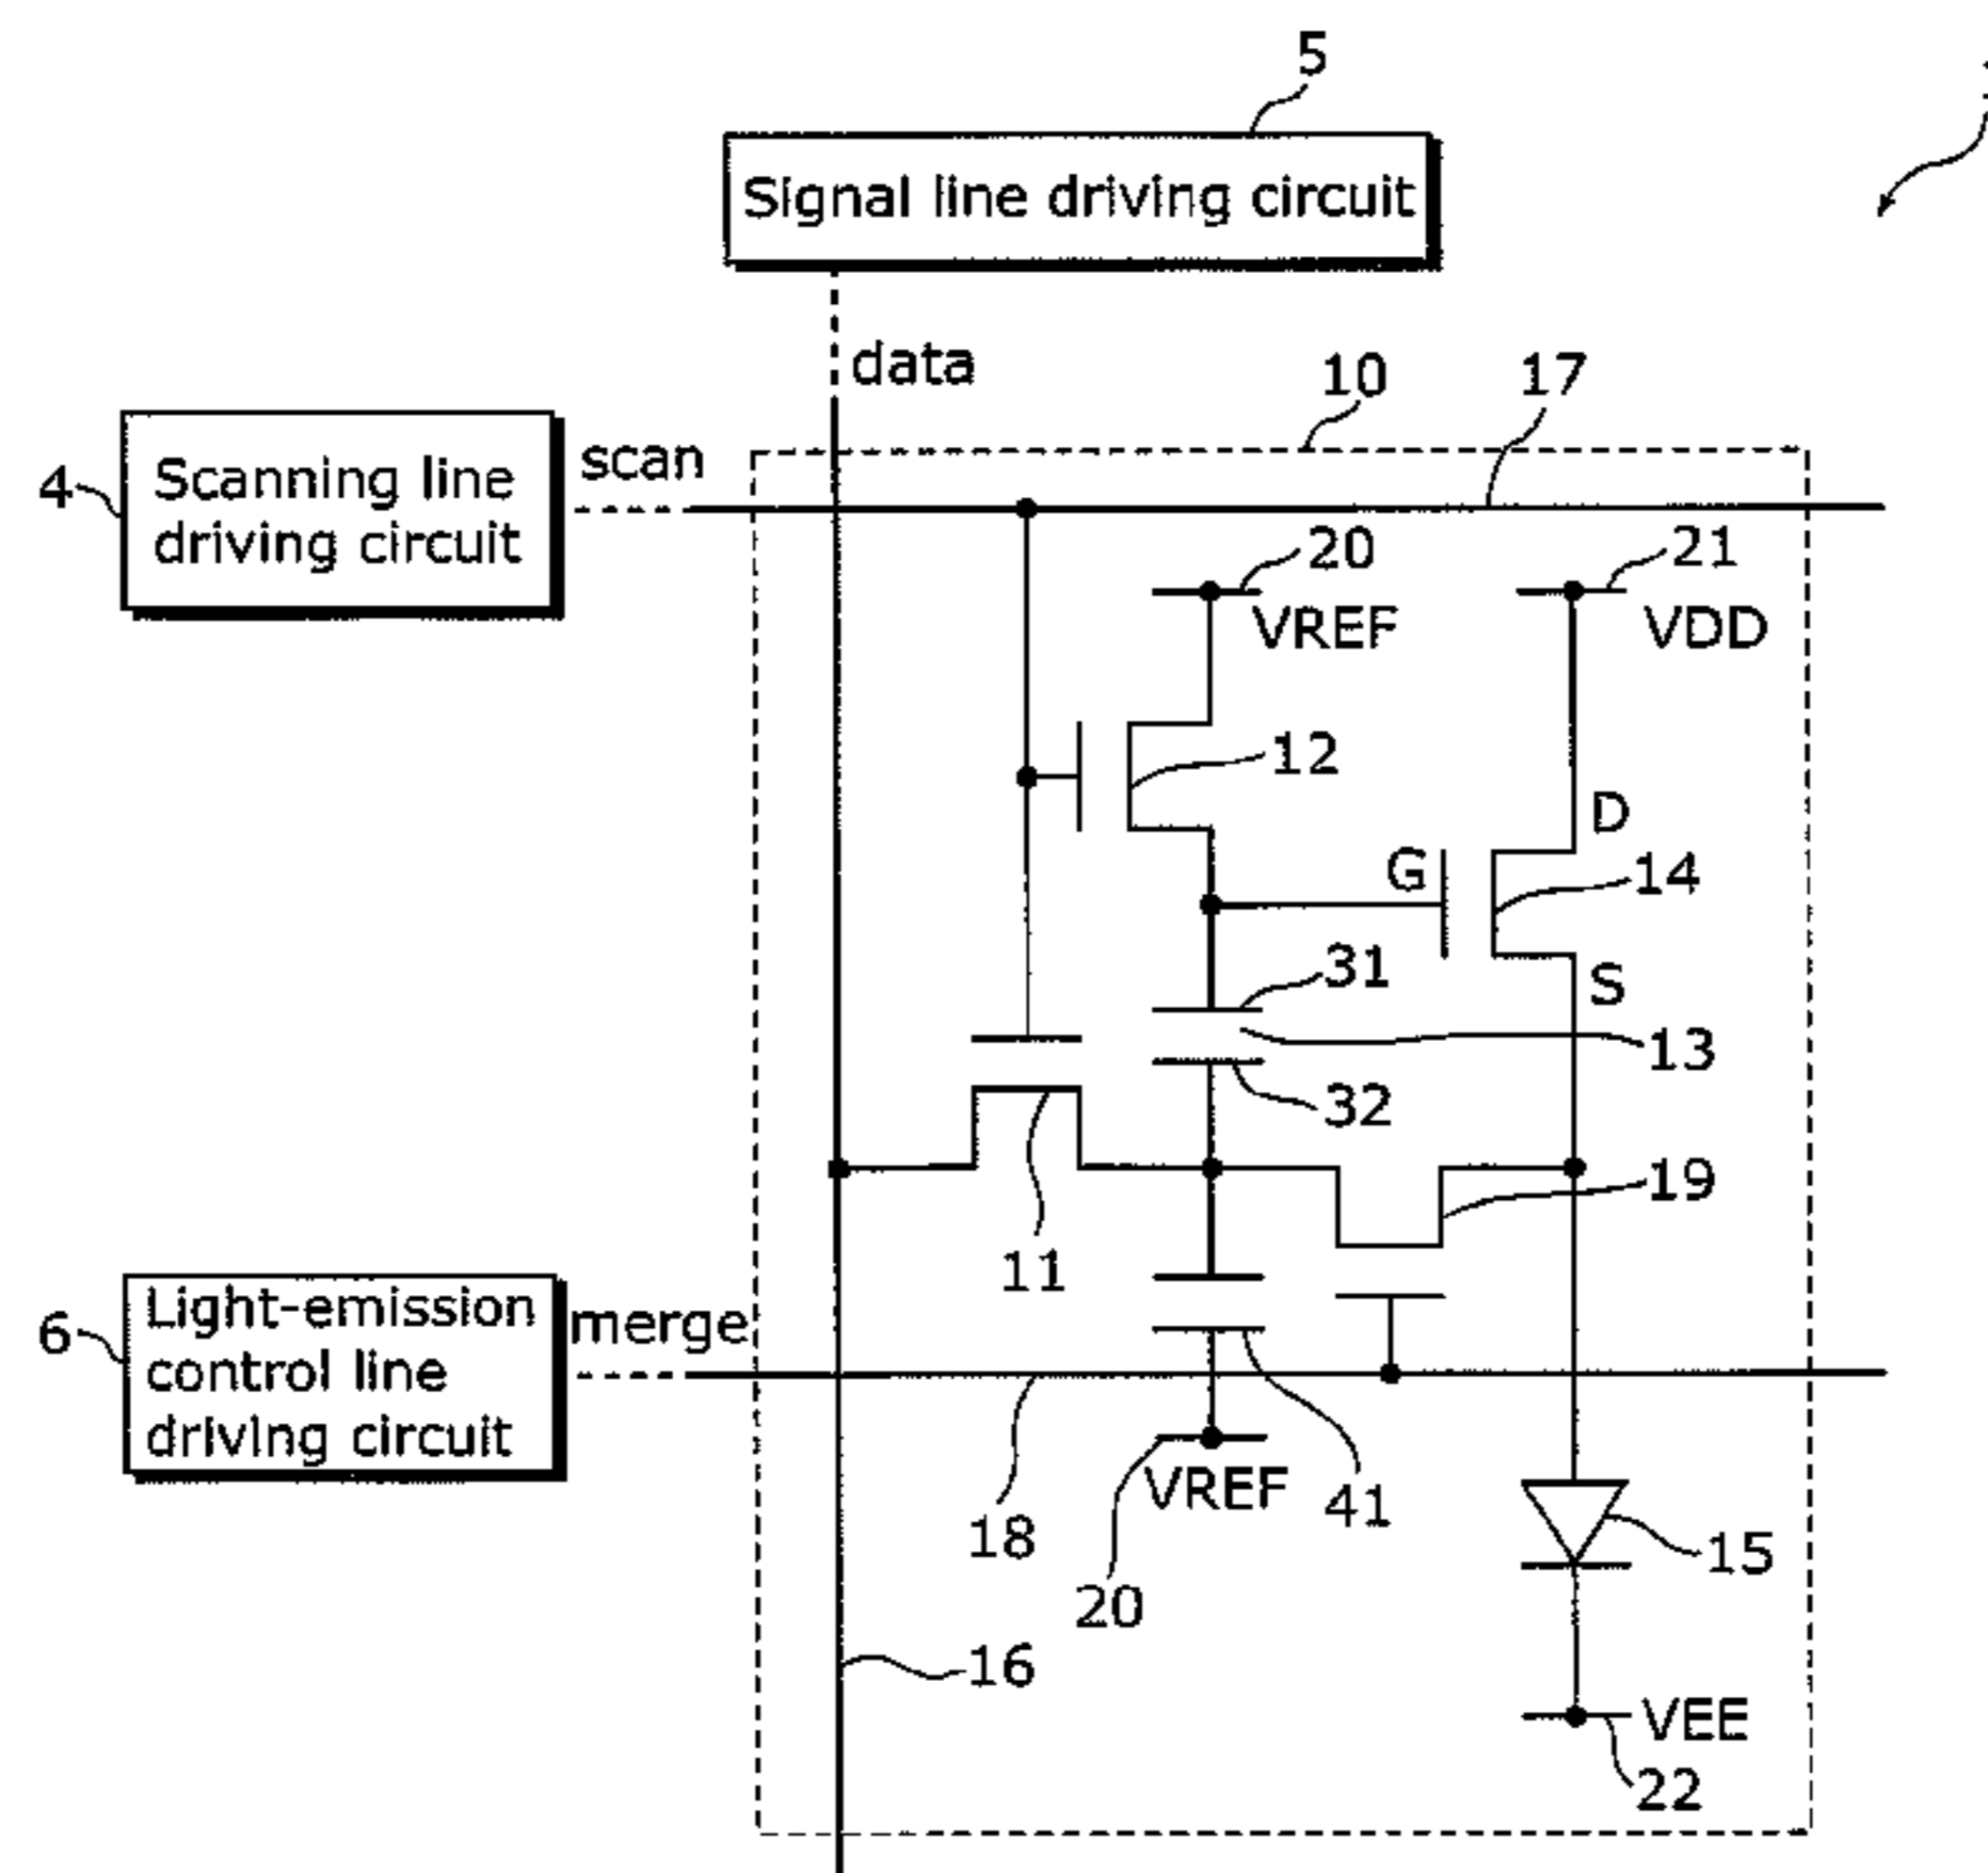 5
Signal line driving circuit
data
10
17
4
Scanning line
driving circuit
scan
20
VREF
21
VDD
12
D
G
14
31
S
13
32
19
11
6
Light-emission
control line
driving circuit
merge
VREF
41
18
20
15
16
VEE
22